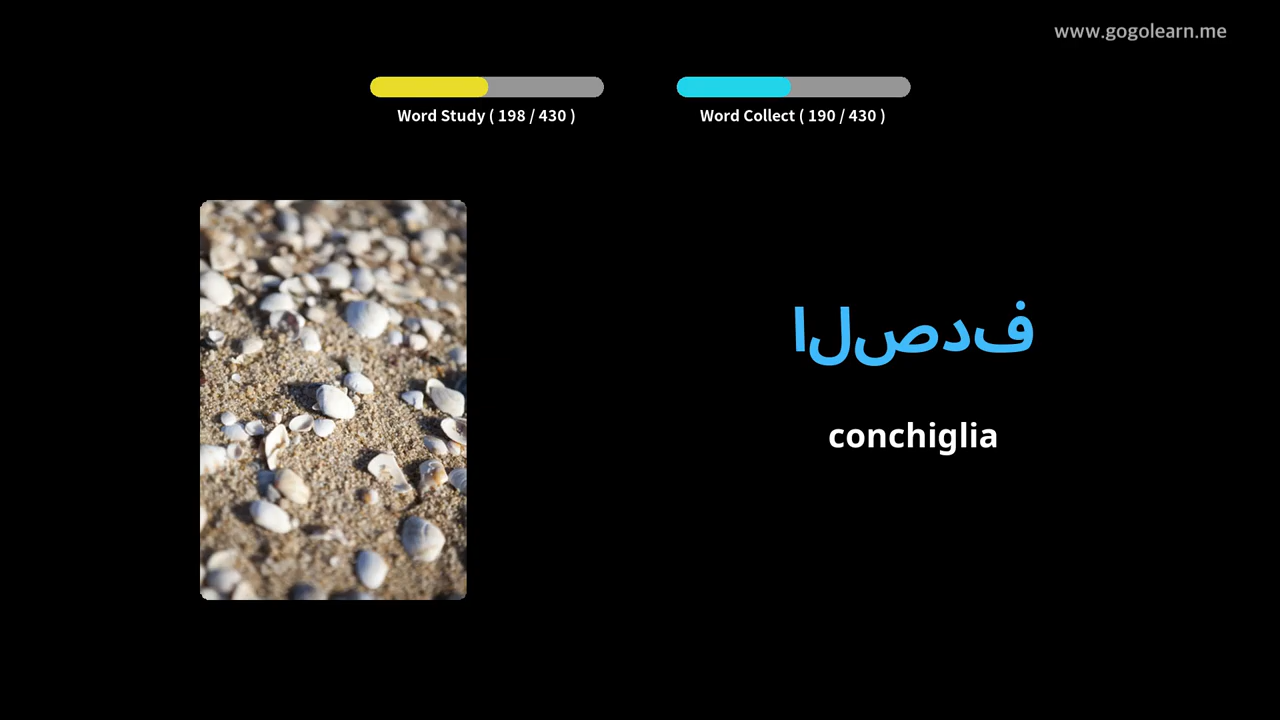 www.gogolearn.me
Word Study ( 198 / 430 )
Word Collect ( 190 / 430 )
الصدف
conchiglia